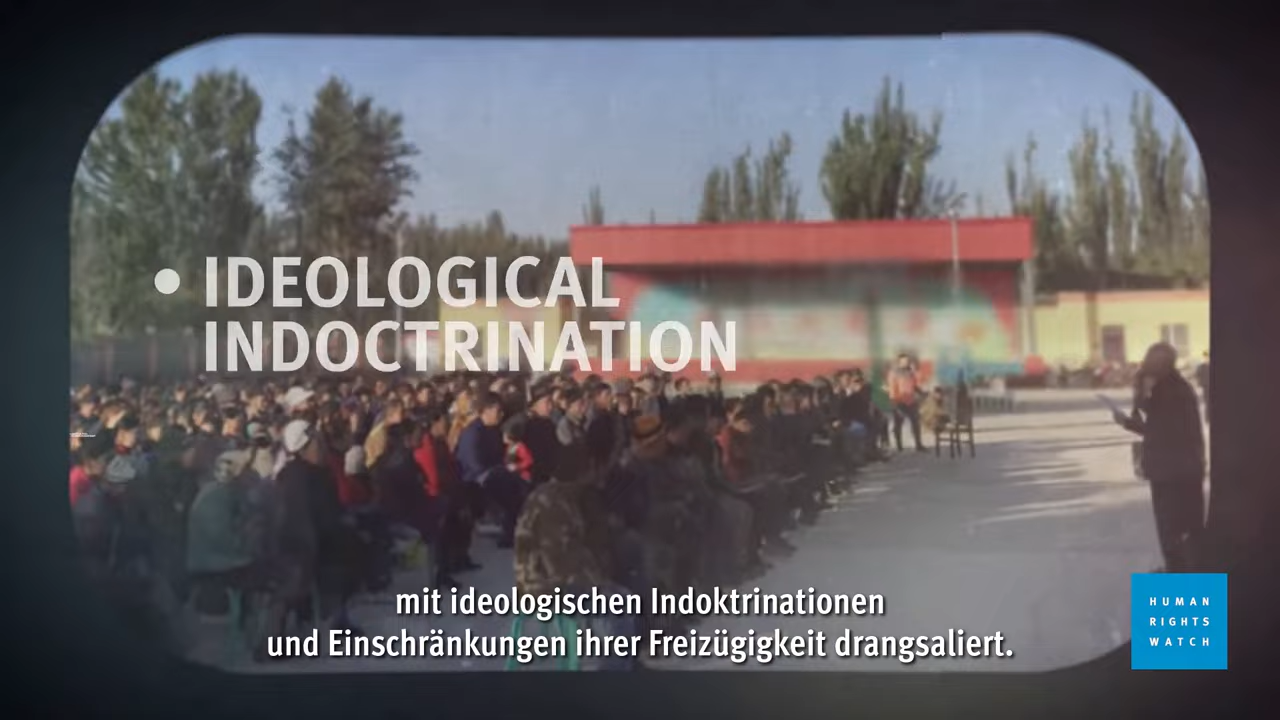 • IDEOLOGICAL
INDOCTRINATION
mit ideologischen Indoktrinationen
und Einschränkungen ihrer Freizügigkeit drangsaliert.
HUMAN
RIGHTS
WATCH